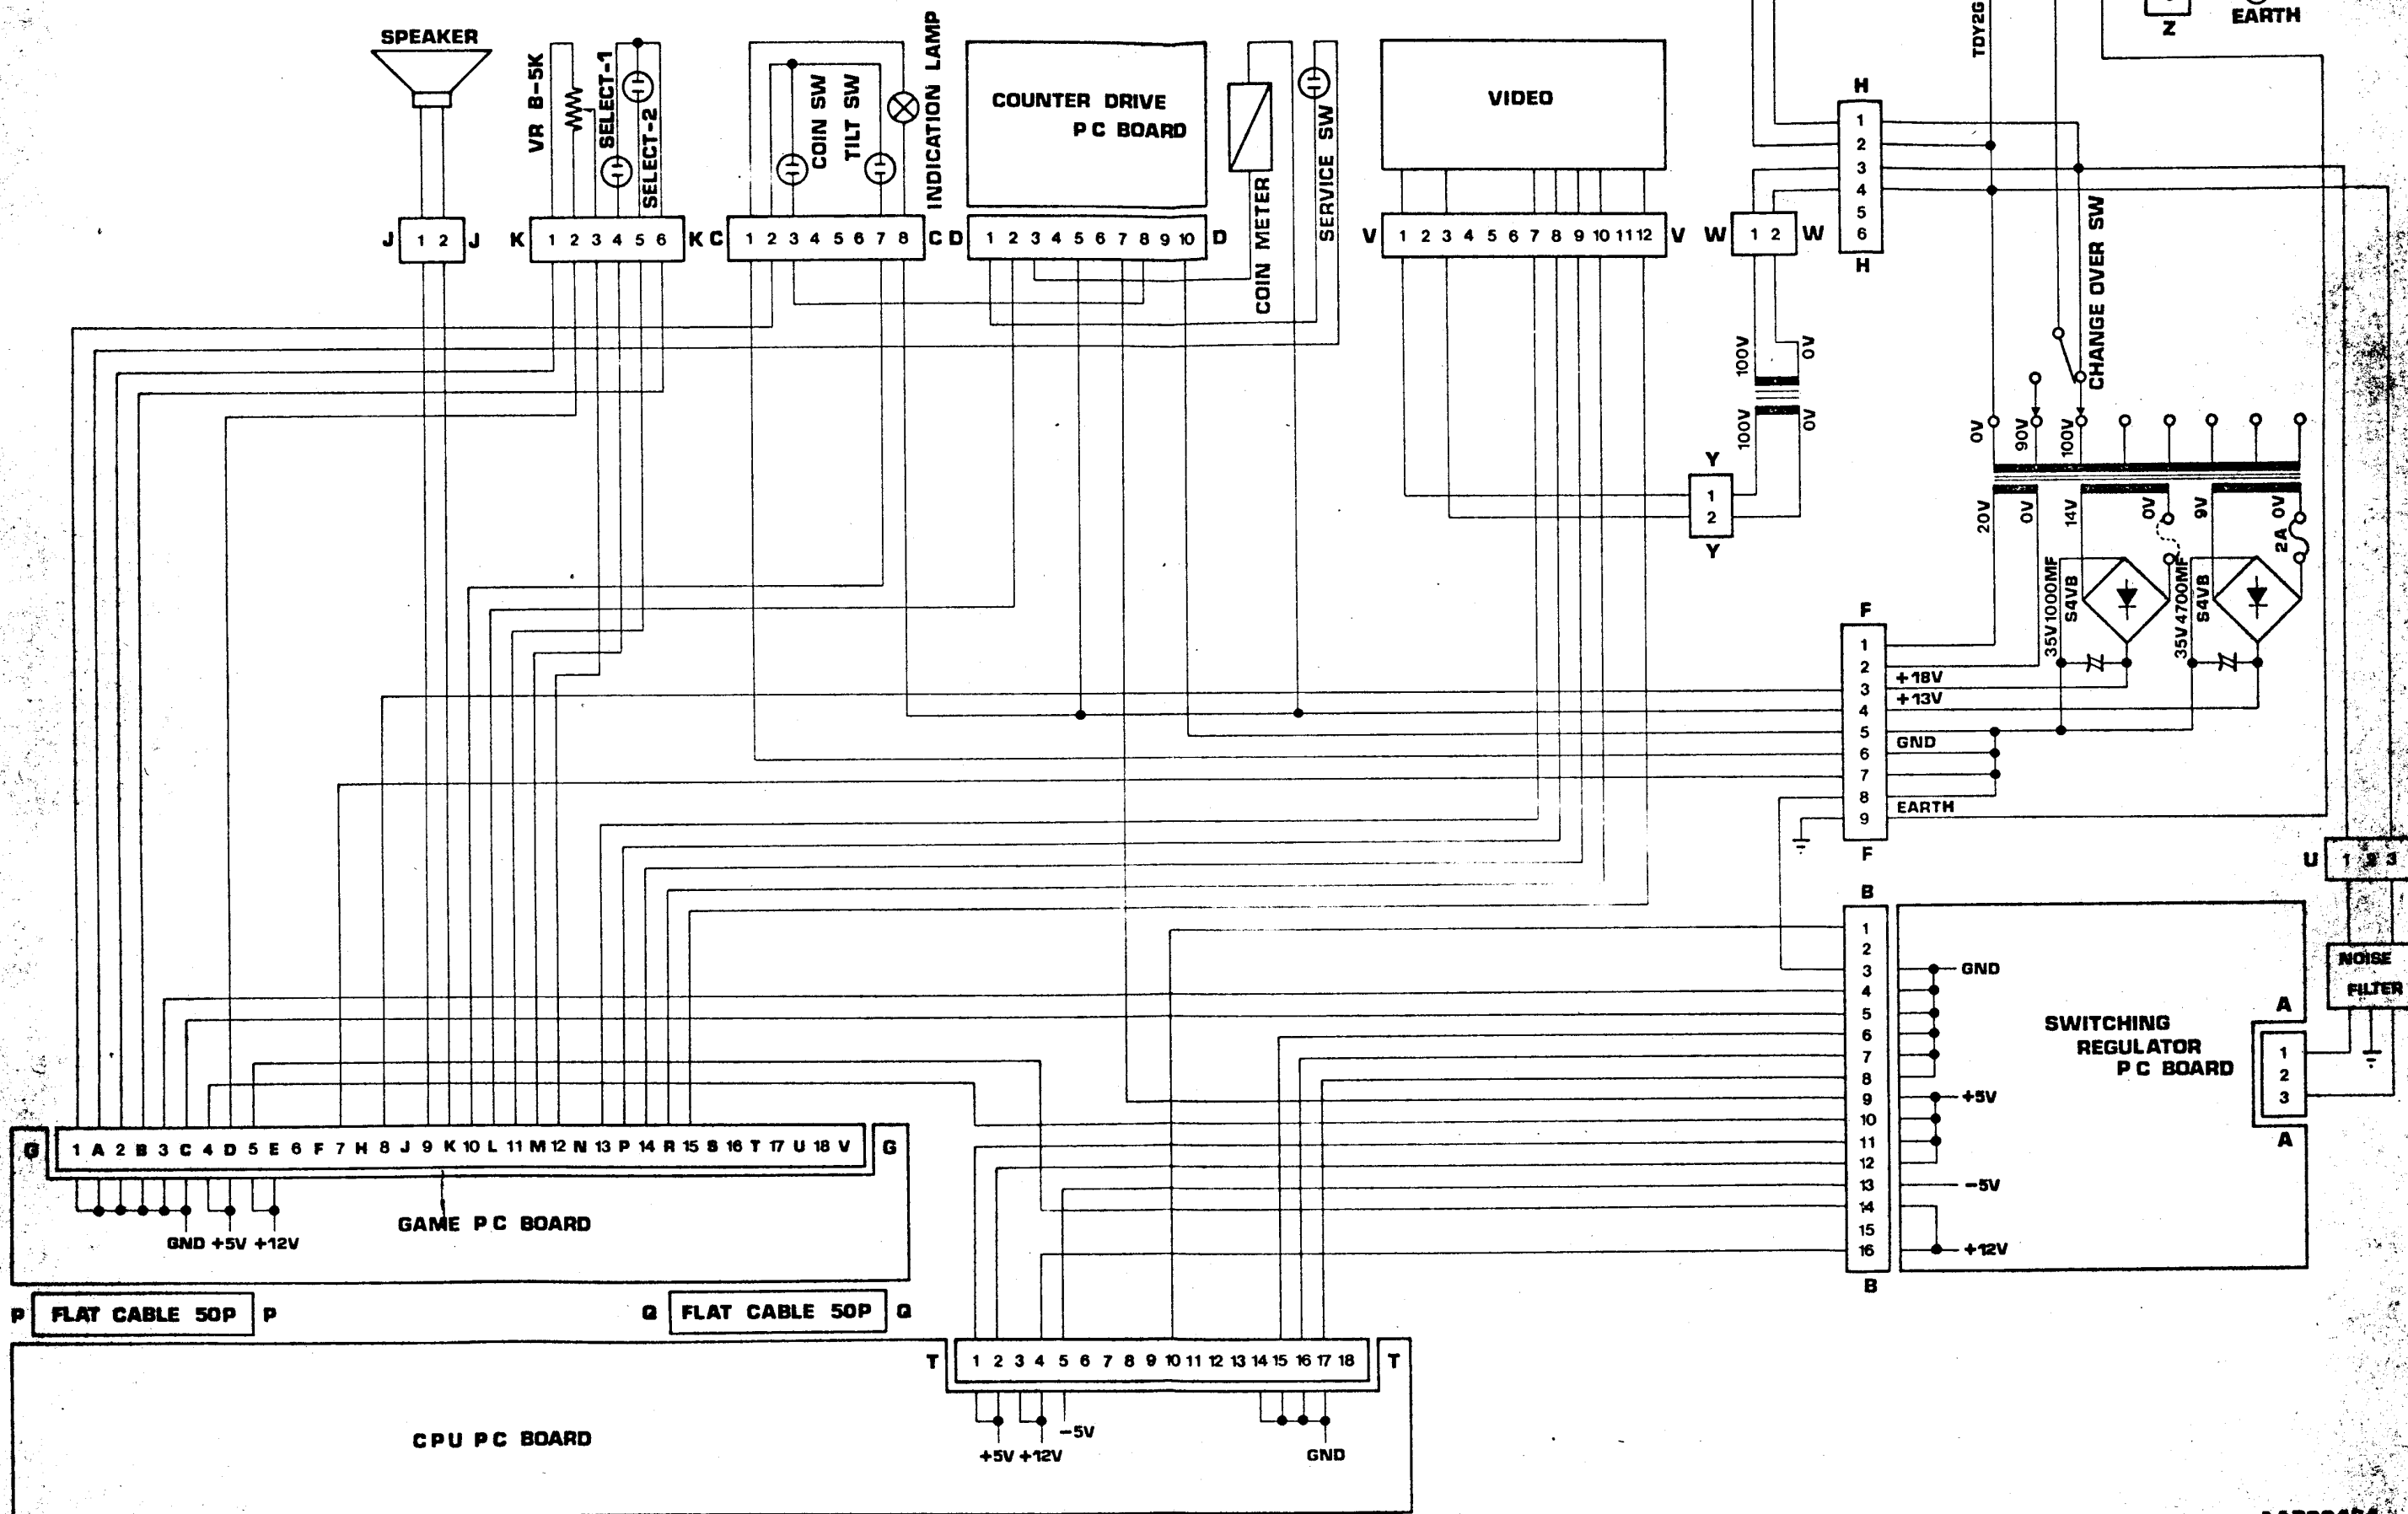 SPEAKER
VR B-5K
SELECT-1
SELECT-2
COIN SW
TILT SW
INDICATION LAMP
COUNTER DRIVE
PC BOARD
COIN METER
SERVICE SW
VIDEO
TDY2G
Z
EARTH
H
1
2
3
4
5
6
H
CHANGE OVER SW
J 1 2 J
K 1 2 3 4 5 6 K
C 1 2 3 4 5 6 7 8 C
D 1 2 3 4 5 6 7 8 9 10 D
V 1 2 3 4 5 6 7 8 9 10 11 12 V
W 1 2 W
100V 0V
100V 0V
Y
1
2
Y
0V 90V 100V
20V 0V 14V 0V 9V 0V
2A
35V1000MF
S4VB
35V4700MF
S4VB
F
1
2
3
4
5
6
7
8
9
F
+18V
+13V
GND
EARTH
U 1 2 3
NOISE
FILTER
B
1
2
3
4
5
6
7
8
9
10
11
12
13
14
15
16
B
GND
+5V
-5V
+12V
SWITCHING
REGULATOR
PC BOARD
A
1
2
3
A
G 1 A 2 B 3 C 4 D 5 E 6 F 7 H 8 J 9 K 10 L 11 M 12 N 13 P 14 R 15 S 16 T 17 U 18 V G
GND +5V +12V
GAME PC BOARD
P FLAT CABLE 50P P
Q FLAT CABLE 50P Q
T 1 2 3 4 5 6 7 8 9 10 11 12 13 14 15 16 17 18 T
+5V +12V -5V
GND
CPU PC BOARD